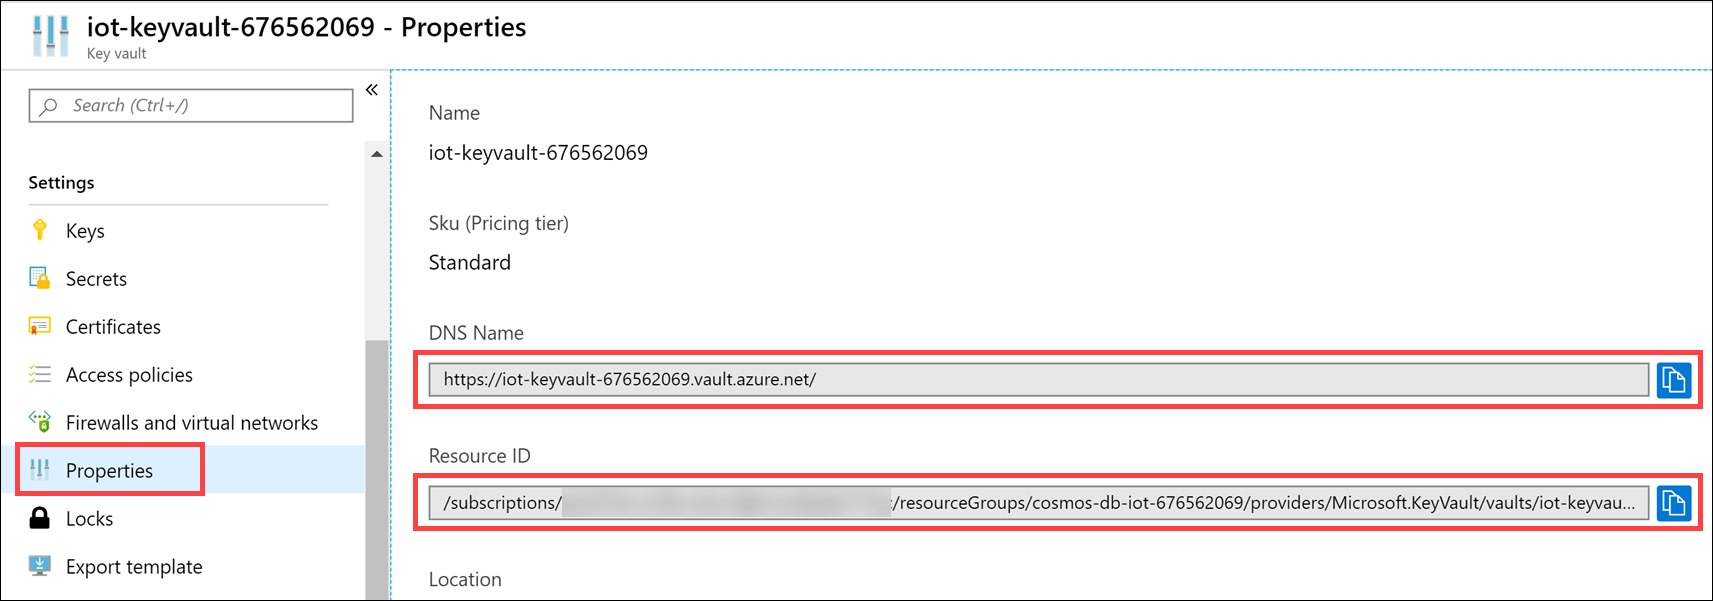 iot-keyvault-676562069 - Properties
Key vault
Search (Ctrl+/)
«
Settings
Keys
Secrets
Certificates
Access policies
Firewalls and virtual networks
Properties
Locks
Export template
Name
iot-keyvault-676562069
Sku (Pricing tier)
Standard
DNS Name
https://iot-keyvault-676562069.vault.azure.net/
Resource ID
/subscriptions/ /resourceGroups/cosmos-db-iot-676562069/providers/Microsoft.KeyVault/vaults/iot-keyvau...
Location